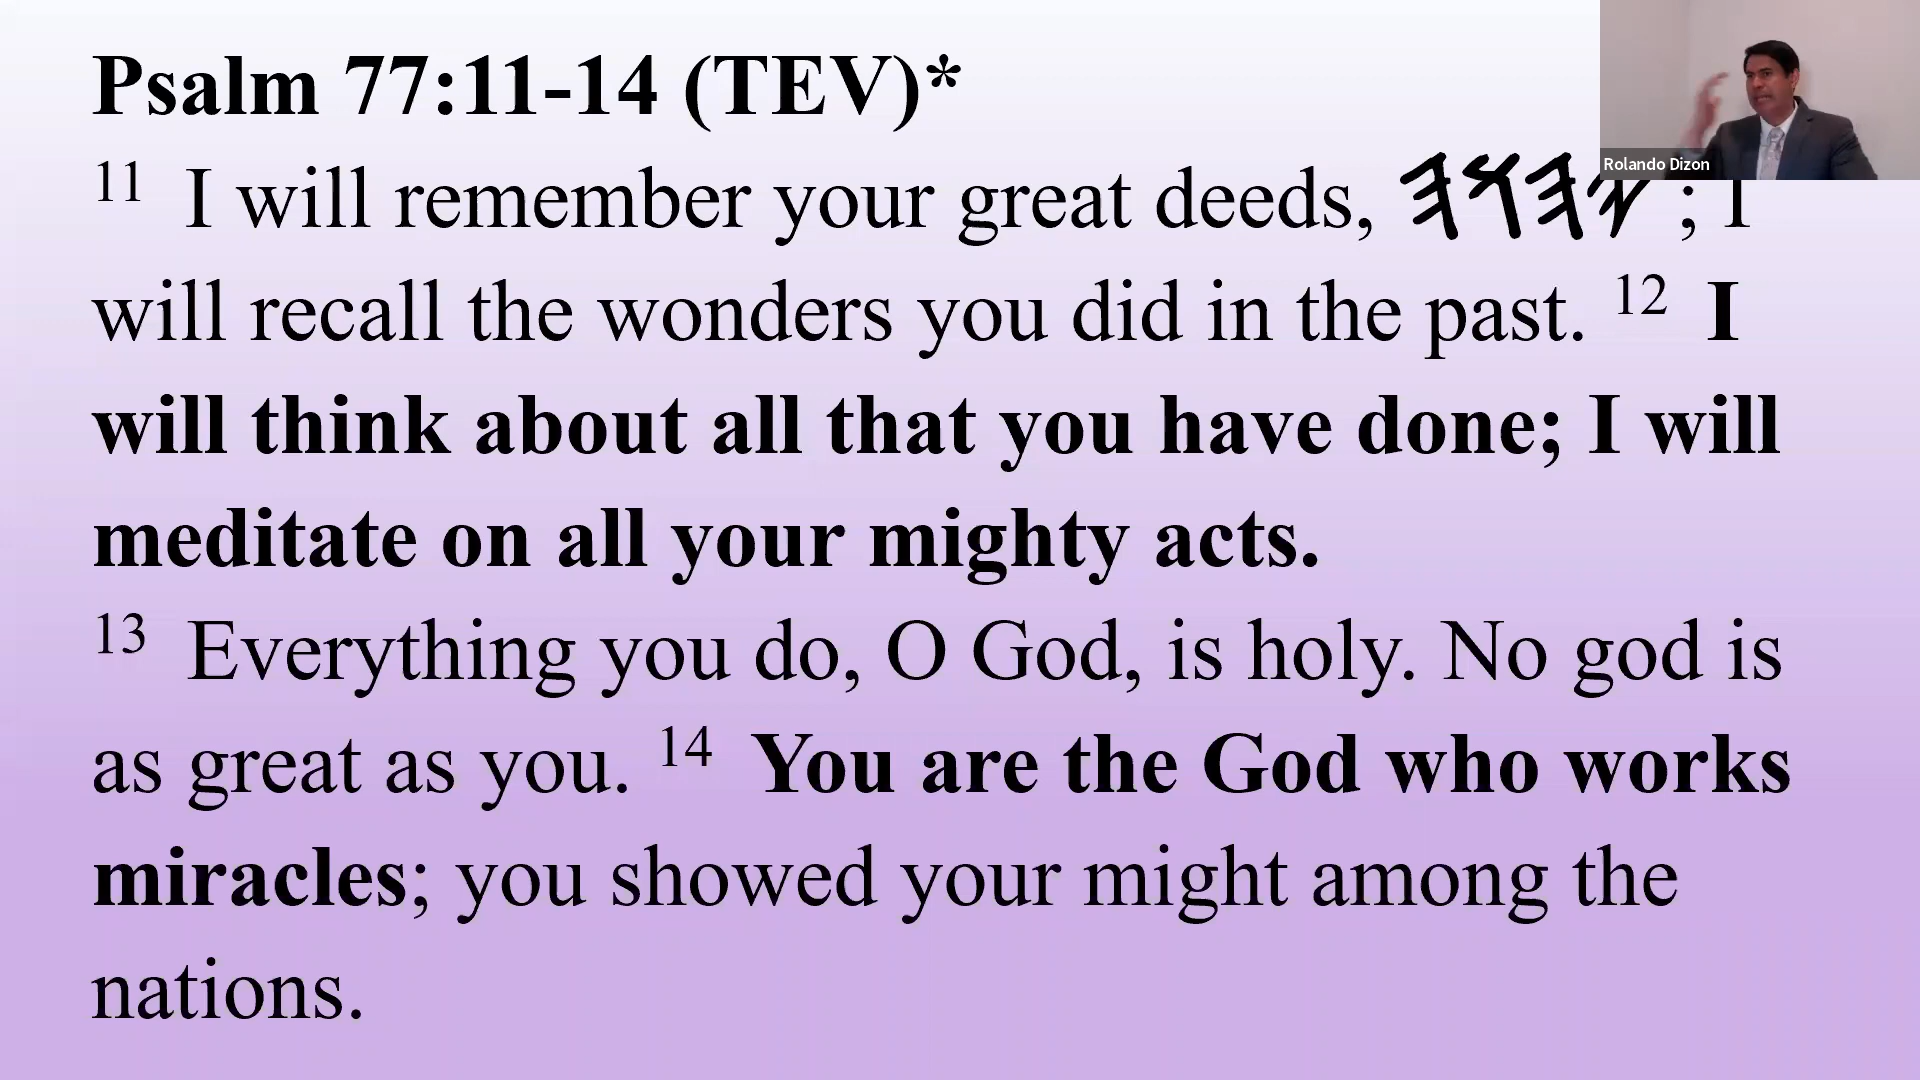 Psalm 77:11-14 (TEV)*
11 I will remember your great deeds, 𐤉𐤄𐤅𐤄; I
will recall the wonders you did in the past. 12 I
will think about all that you have done; I will
meditate on all your mighty acts.
13 Everything you do, O God, is holy. No god is
as great as you. 14 You are the God who works
miracles; you showed your might among the
nations.
Rolando Dizon